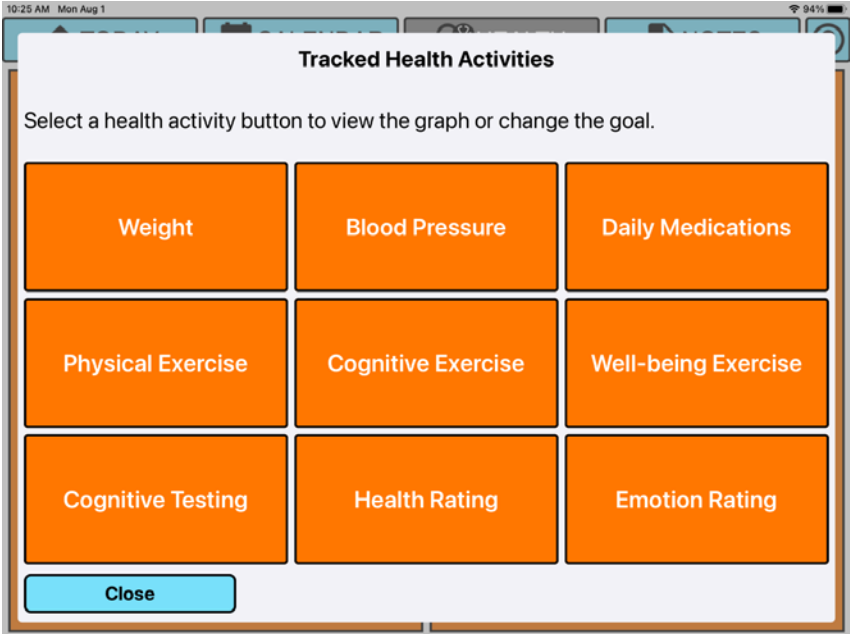 10:25 AM Mon Aug 1
94%
Tracked Health Activities
Select a health activity button to view the graph or change the goal.
Weight
Blood Pressure
Daily Medications
Physical Exercise
Cognitive Exercise
Well-being Exercise
Cognitive Testing
Health Rating
Emotion Rating
Close